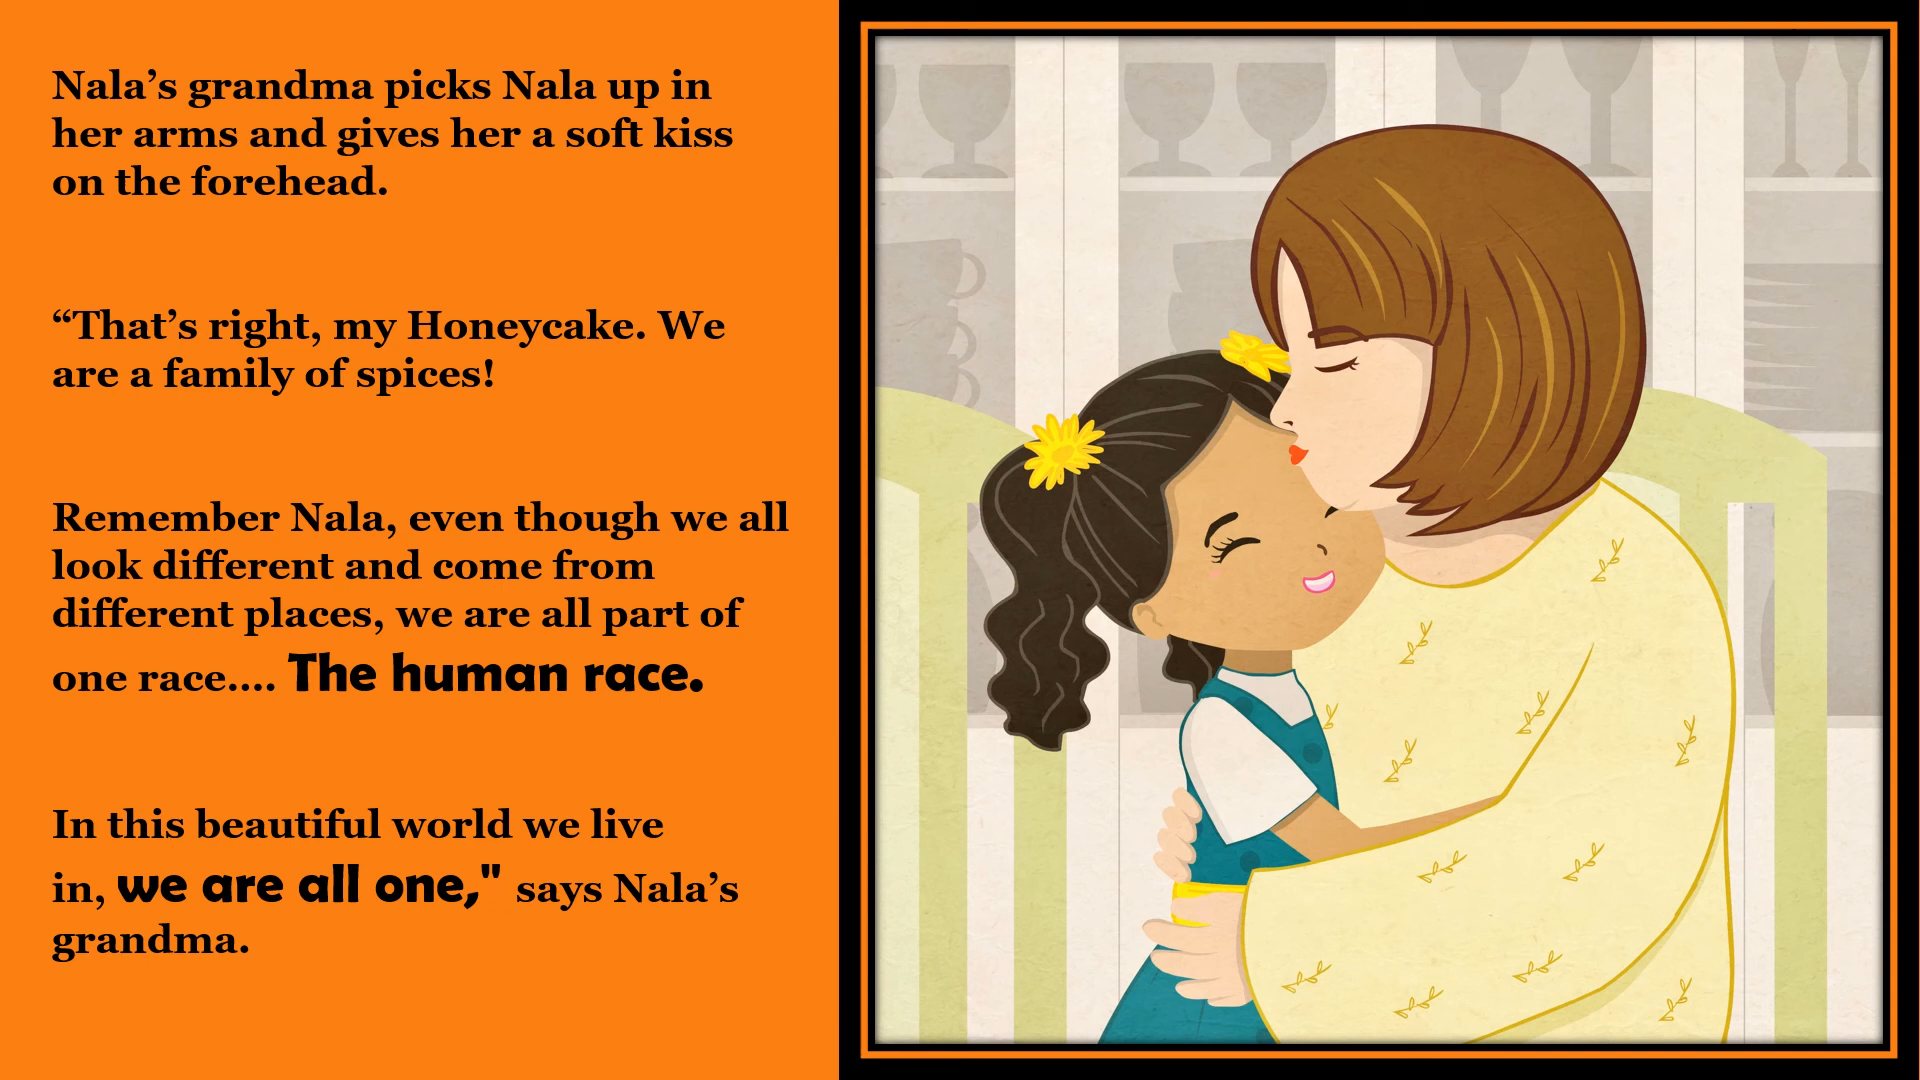 Nala’s grandma picks Nala up in
her arms and gives her a soft kiss
on the forehead.
“That’s right, my Honeycake. We
are a family of spices!
Remember Nala, even though we all
look different and come from
different places, we are all part of
one race.... The human race.
In this beautiful world we live
in, we are all one," says Nala’s
grandma.